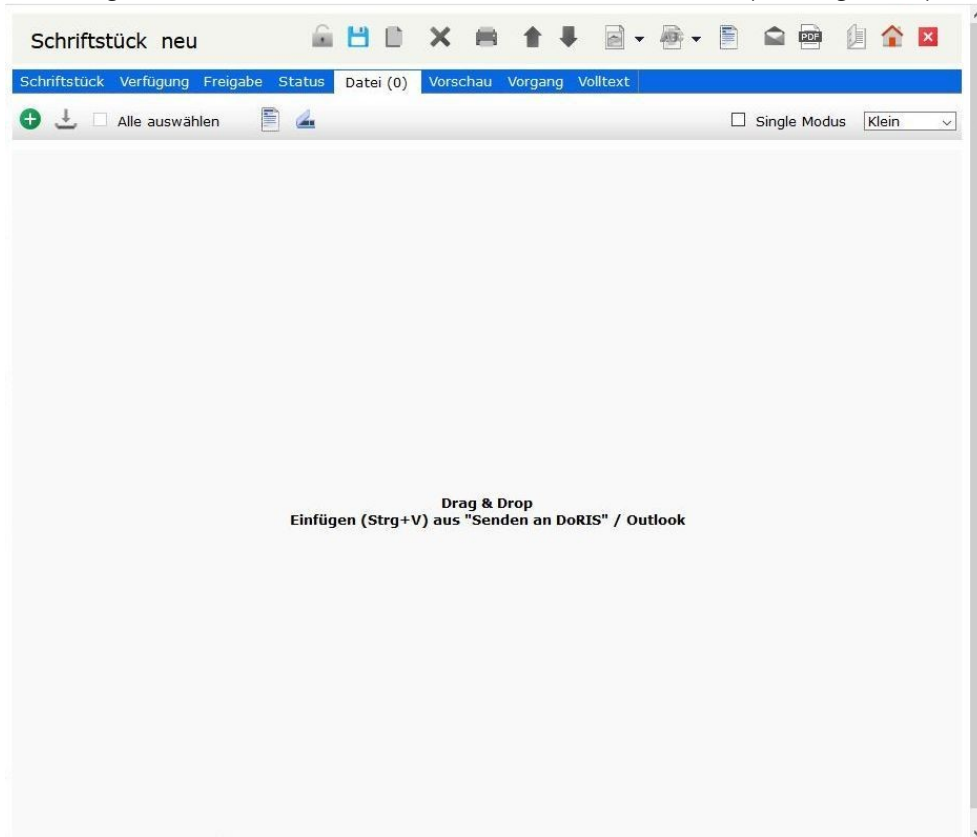 Schriftstück neu
PDF
Schriftstück Verfügung Freigabe Status Datei (0) Vorschau Vorgang Volltext
Alle auswählen Single Modus Klein
Drag & Drop
Einfügen (Strg+V) aus "Senden an DoRIS" / Outlook